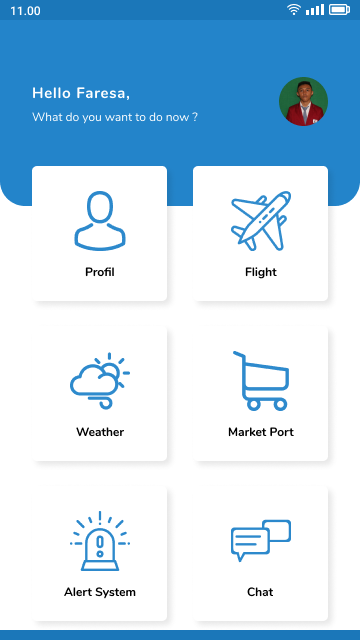 11.00
Hello Faresa,
What do you want to do now ?
Profil
Flight
Weather
Market Port
Alert System
Chat